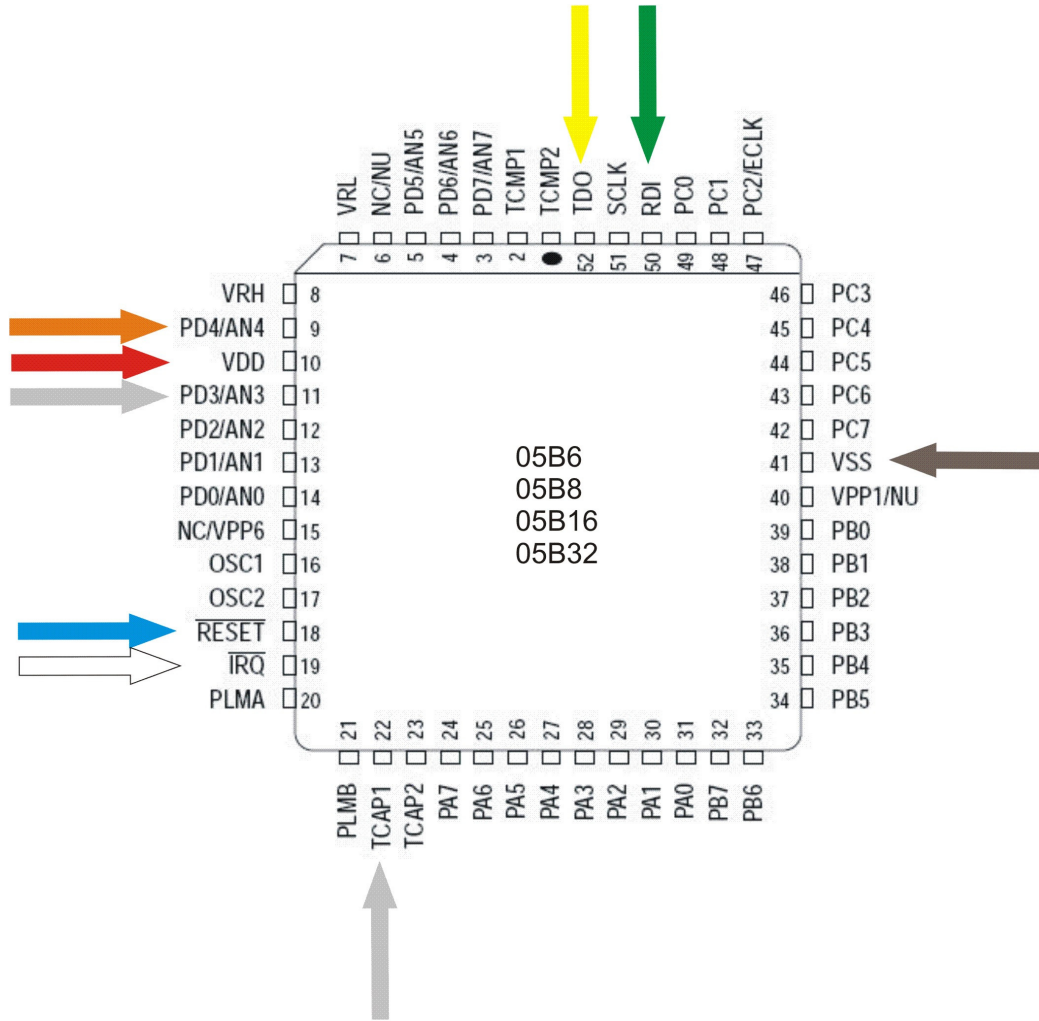 VRL
NC/NU
PD5/AN5
PD6/AN6
PD7/AN7
TCMP1
TCMP2
TDO
SCLK
RDI
PC0
PC1
PC2/ECLK
7
6
5
4
3
2
52
51
50
49
48
47
VRH 8
PD4/AN4 9
VDD 10
PD3/AN3 11
PD2/AN2 12
PD1/AN1 13
PD0/AN0 14
NC/VPP6 15
OSC1 16
OSC2 17
RESET 18
IRQ 19
PLMA 20
05B6
05B8
05B16
05B32
46 PC3
45 PC4
44 PC5
43 PC6
42 PC7
41 VSS
40 VPP1/NU
39 PB0
38 PB1
37 PB2
36 PB3
35 PB4
34 PB5
21
22
23
24
25
26
27
28
29
30
31
32
33
PLMB
TCAP1
TCAP2
PA7
PA6
PA5
PA4
PA3
PA2
PA1
PA0
PB7
PB6